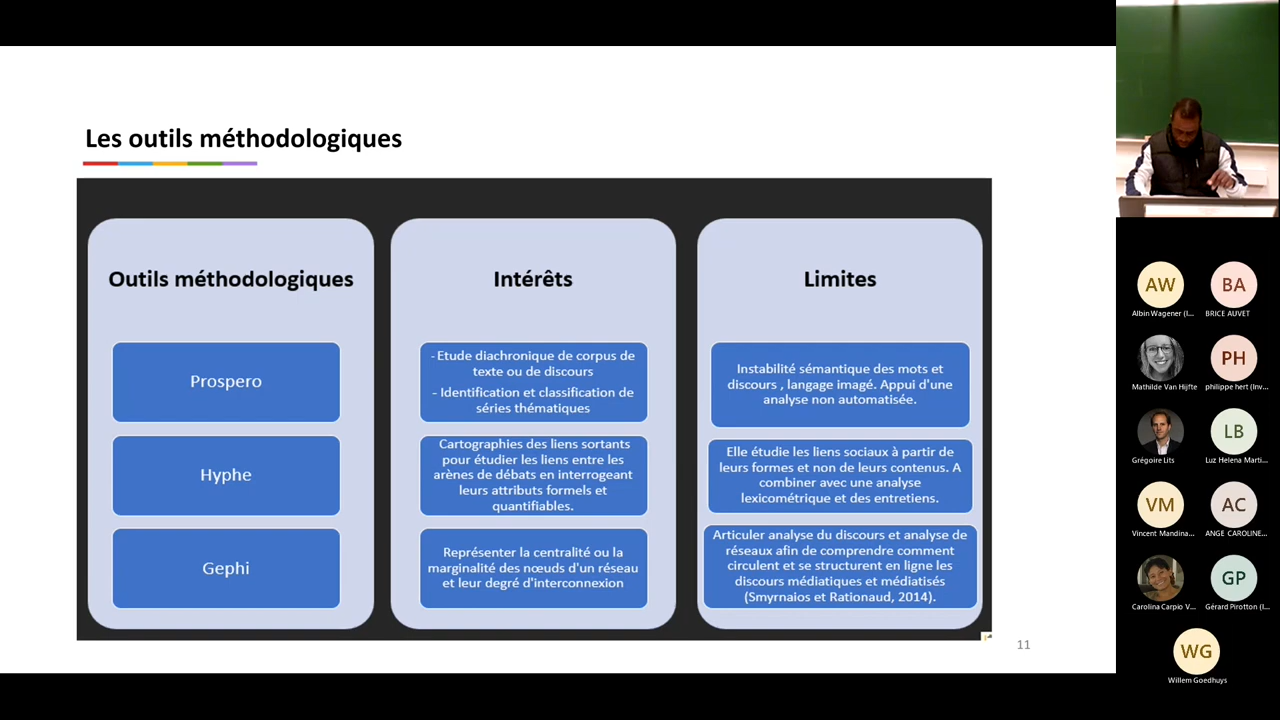 Les outils méthodologiques
Outils méthodologiques
Prospero
Hyphe
Gephi
Intérêts
- Etude diachronique de corpus de
texte ou de discours
- Identification et classification de
séries thématiques
Cartographies des liens sortants
pour étudier les liens entre les
arènes de débats en interrogeant
leurs attributs formels et
quantifiables.
Représenter la centralité ou la
marginalité des nœuds d'un réseau
et leur degré d'interconnexion
Limites
Instabilité sémantique des mots et
discours , langage imagé. Appui d'une
analyse non automatisée.
Elle étudie les liens sociaux à partir de
leurs formes et non de leurs contenus. A
combiner avec une analyse
lexicométrique et des entretiens.
Articuler analyse du discours et analyse de
réseaux afin de comprendre comment
circulent et se structurent en ligne les
discours médiatiques et médiatisés
(Smyrnaios et Rationaud, 2014).
11
AW
Albin Wagener (I...
BA
BRICE AUVET
Mathilde Van Hijfte
PH
philippe hert (Inv...
Grégoire Lits
LB
Luz Helena Marti...
VM
Vincent Mandina...
AC
ANGE CAROLINE...
Carolina Carpio V...
GP
Gérard Pirotton (I...
WG
Willem Goedhuys